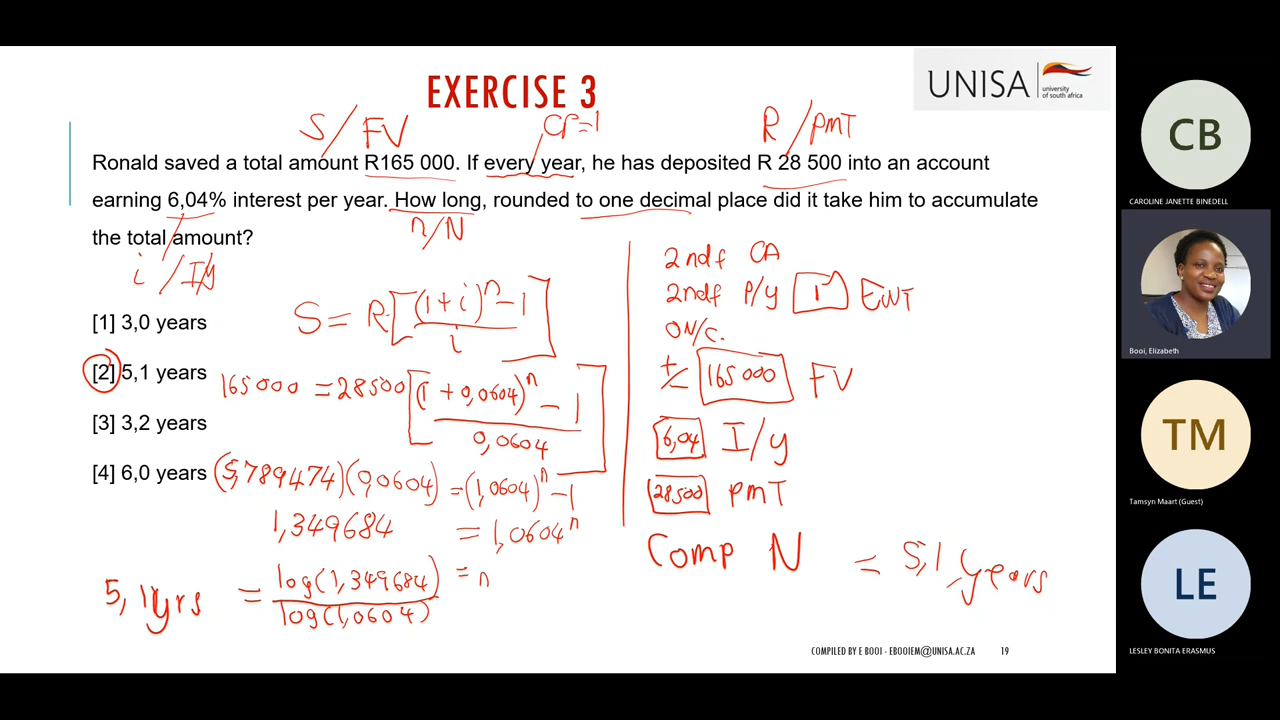 EXERCISE 3
UNISA
university
of south africa
S / FV
CP=1
R / PMT
Ronald saved a total amount R165 000. If every year, he has deposited R 28 500 into an account
earning 6,04% interest per year. How long, rounded to one decimal place did it take him to accumulate
the total amount?
n/N
i / I/y
S = R[(1+i)^n - 1 / i]
[1] 3,0 years
[2] 5,1 years
[3] 3,2 years
[4] 6,0 years
165000 = 28500[(1 + 0,0604)^n - 1 / 0,0604]
(5,789474)(0,0604) = (1,0604)^n - 1
1,349684 = 1,0604^n
5,1yrs = log(1,349684) / log(1,0604) = n
2ndf CA
2ndf P/y 1 ENT
ON/C.
± 165000 FV
6,04 I/y
28500 PMT
Comp N = 5,1 years
COMPILED BY E BOOI - EBOOIEM@UNISA.AC.ZA 19
CB
CAROLINE JANETTE BINEDELL
Booi, Elizabeth
TM
Tamsyn Maart (Guest)
LE
LESLEY BONITA ERASMUS